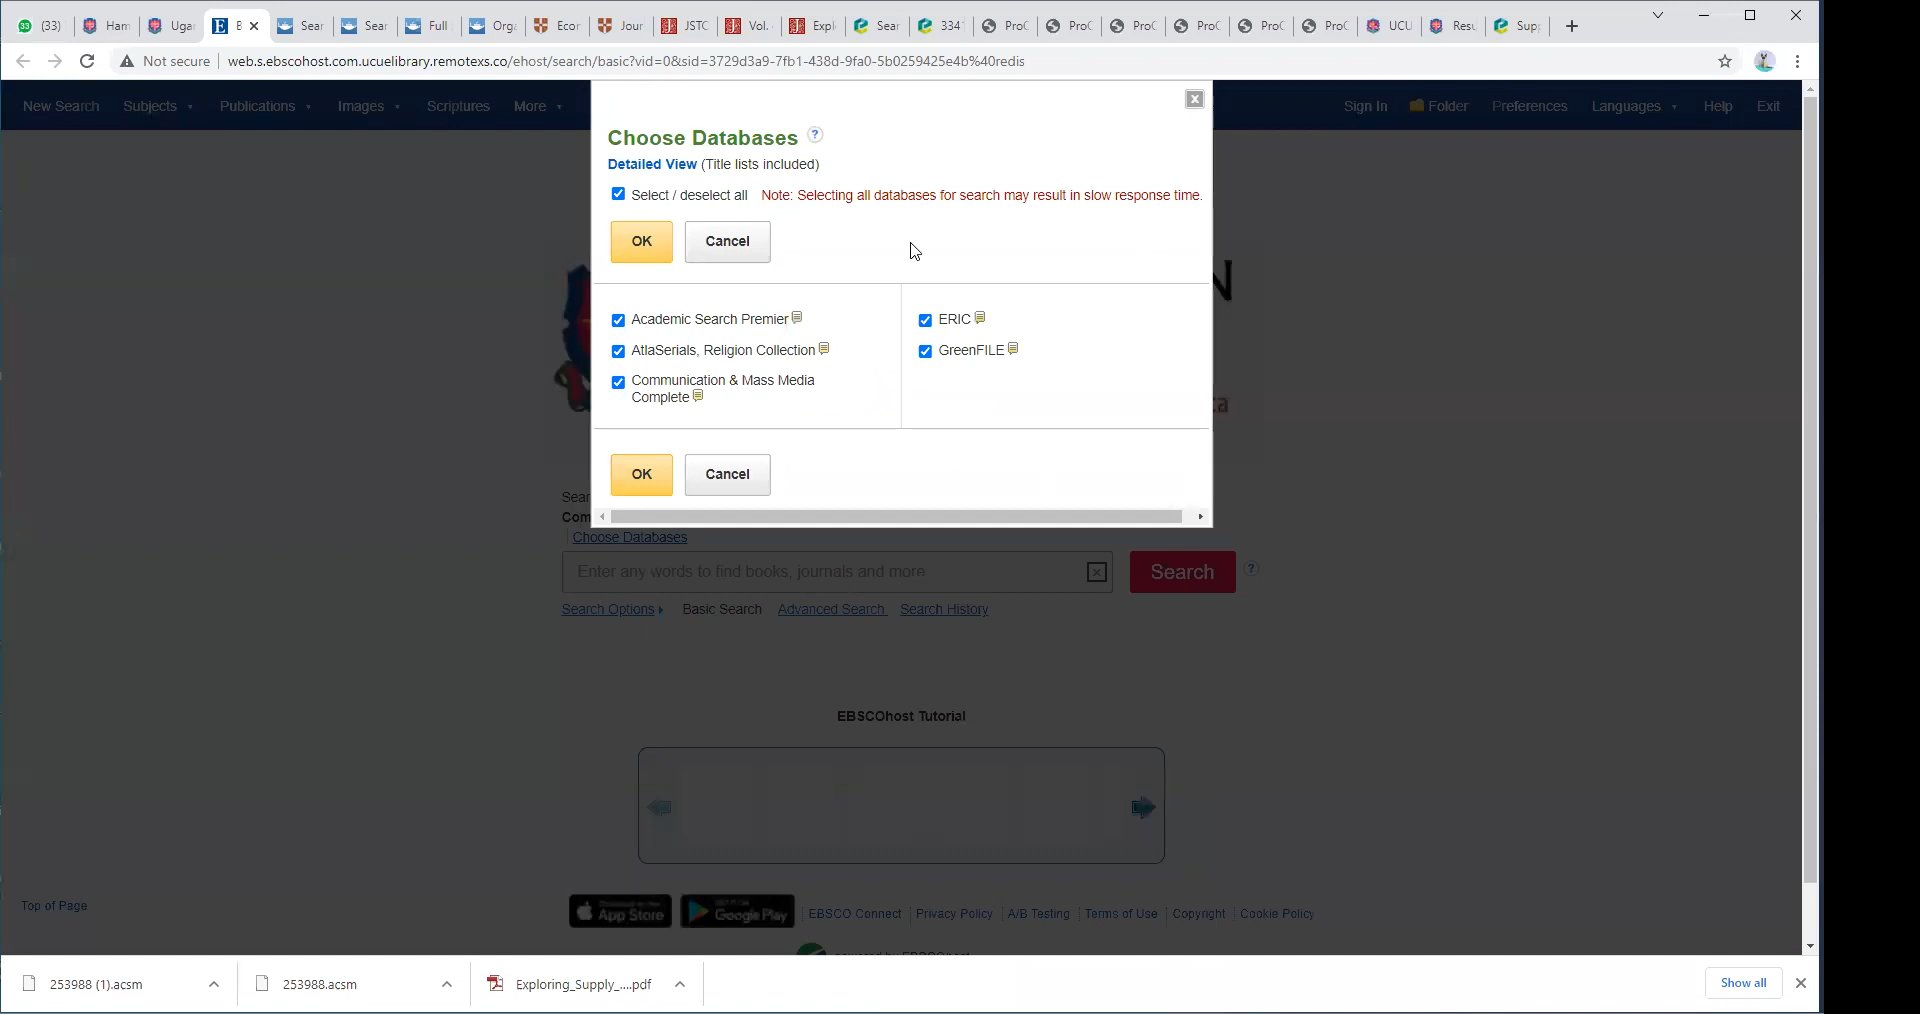 (33) Ham Ugar E Sear Sear Full Orga Econ Jour JSTC Vol. Expl Sear 334 ProC ProC ProC ProC ProC ProC UCU Resu Supp
Not secure web.s.ebscohost.com.ucuelibrary.remotexs.co/ehost/search/basic?vid=0&sid=3729d3a9-7fb1-438d-9fa0-5b0259425e4b%40redis
New Search Subjects Publications Images Scriptures More Sign In Folder Preferences Languages Help Exit
Choose Databases
Detailed View (Title lists included)
Select / deselect all Note: Selecting all databases for search may result in slow response time.
OK Cancel
Academic Search Premier
AtlaSerials, Religion Collection
Communication & Mass Media
Complete
ERIC
GreenFILE
OK Cancel
Sear
Com
Choose Databases
Enter any words to find books, journals and more Search
Search Options Basic Search Advanced Search Search History
EBSCOhost Tutorial
Top of Page
App Store
Google Play
EBSCO Connect Privacy Policy A/B Testing Terms of Use Copyright Cookie Policy
253988 (1).acsm 253988.acsm Exploring_Supply_....pdf Show all